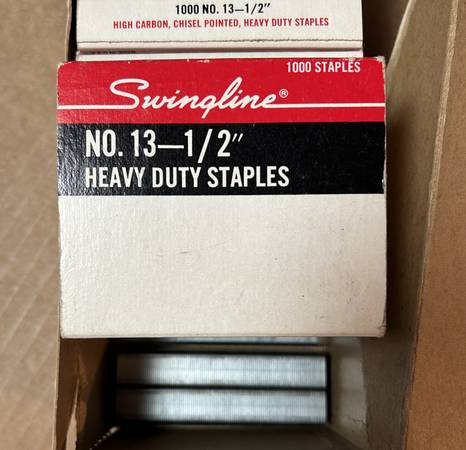 1000 NO. 13–1/2"
HIGH CARBON, CHISEL POINTED, HEAVY DUTY STAPLES
1000 STAPLES
Swingline®
NO. 13–1/2"
HEAVY DUTY STAPLES